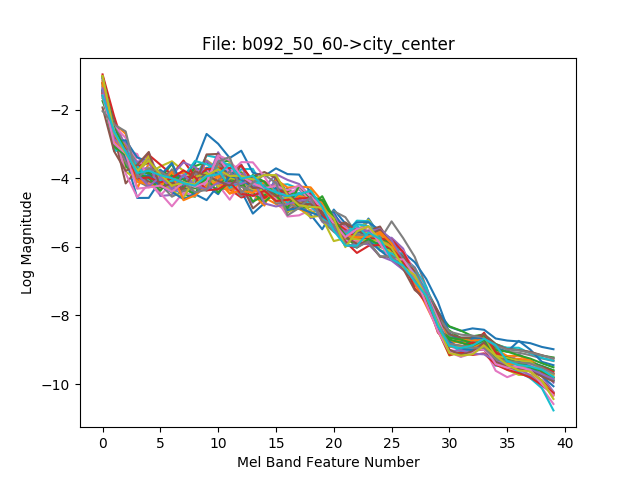 File: b092_50_60->city_center
Log Magnitude
−2
−4
−6
−8
−10
0 5 10 15 20 25 30 35 40
Mel Band Feature Number